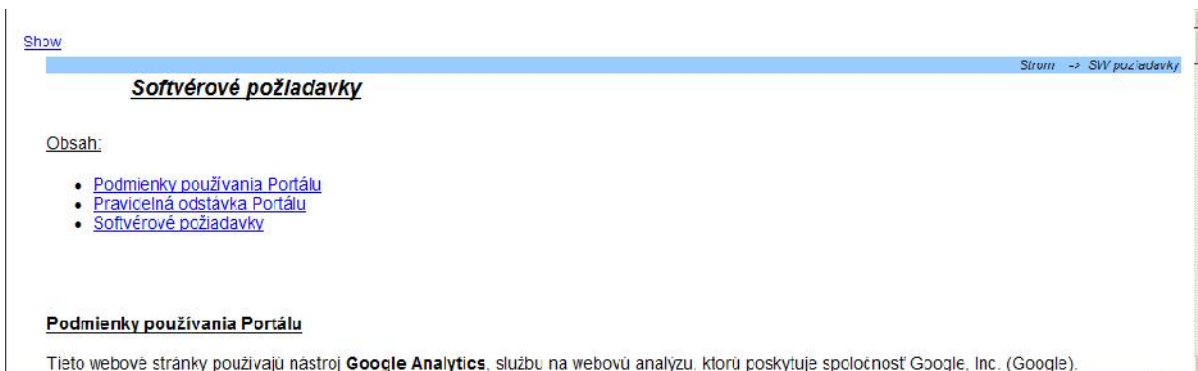 Show
Strom -> SW požiadavky
Softvérové požiadavky
Obsah:
Podmienky používania Portálu
Pravidelná odstávka Portálu
Softvérové požiadavky
Podmienky používania Portálu
Tieto webové stránky používajú nástroj Google Analytics, službu na webovú analýzu, ktorú poskytuje spoločnosť Google, Inc. (Google).